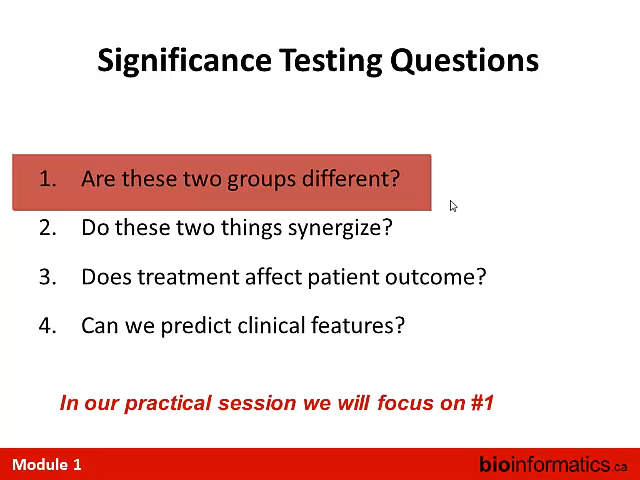 Significance Testing Questions
1. Are these two groups different?
2. Do these two things synergize?
3. Does treatment affect patient outcome?
4. Can we predict clinical features?
In our practical session we will focus on #1
Module 1
bioinformatics.ca